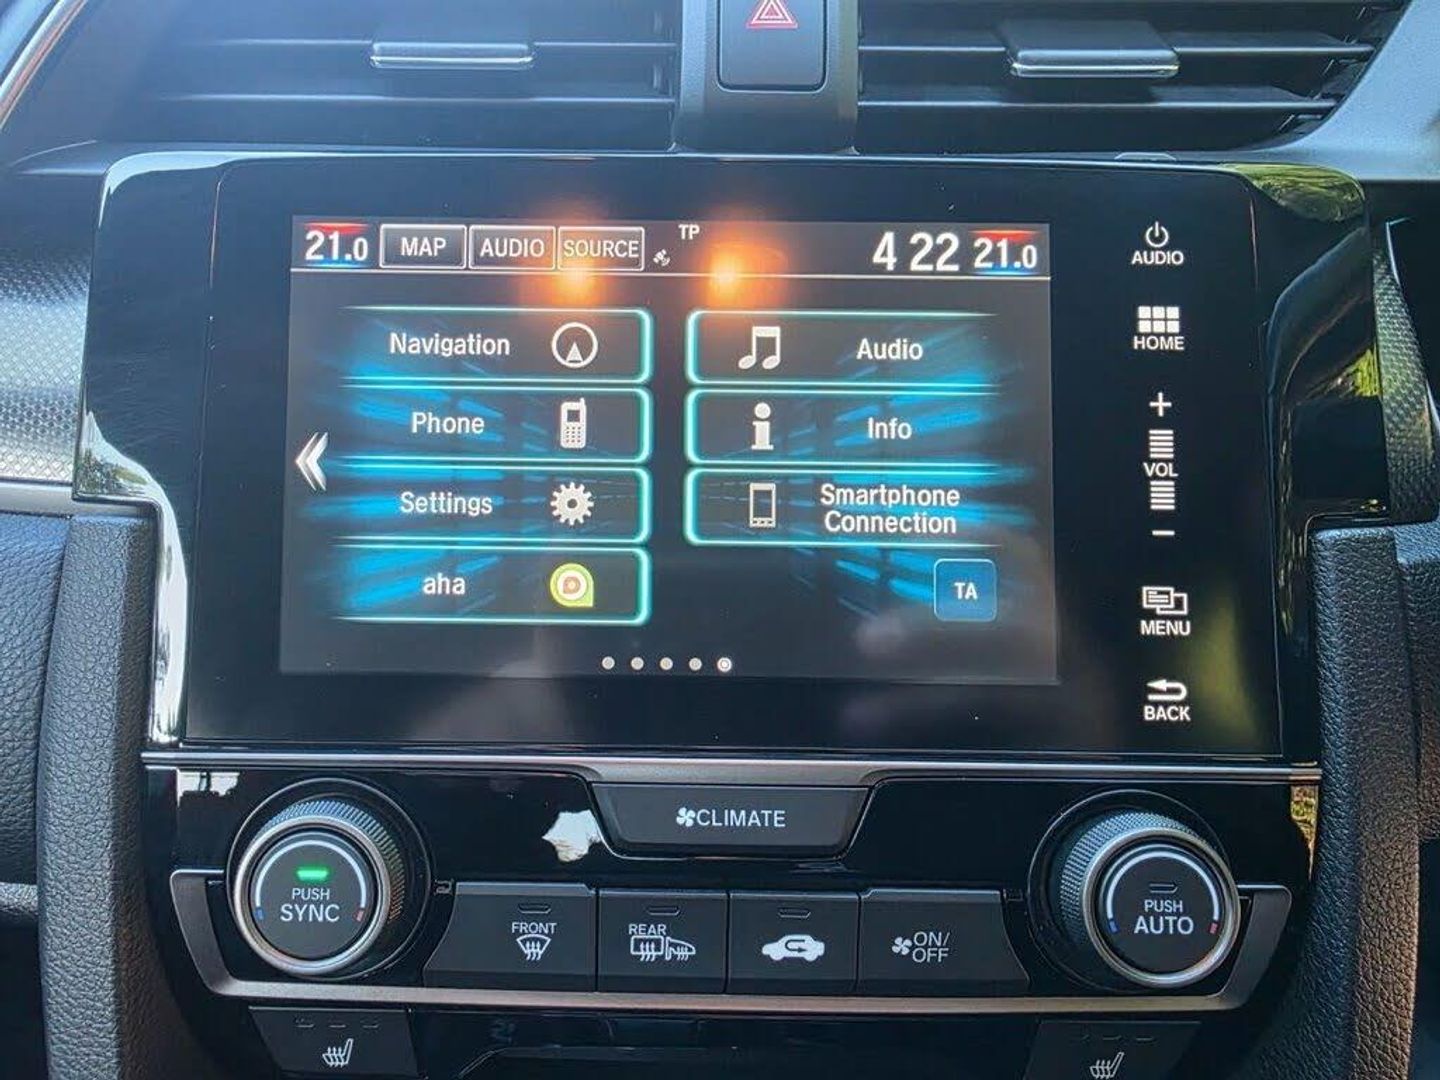 21.0 MAP AUDIO SOURCE TP 4 22 21.0
Navigation
Audio
Phone
Info
Settings
Smartphone
Connection
aha
TA
AUDIO
HOME
+
VOL
−
MENU
BACK
CLIMATE
PUSH
SYNC
FRONT
REAR
ON/
OFF
PUSH
AUTO